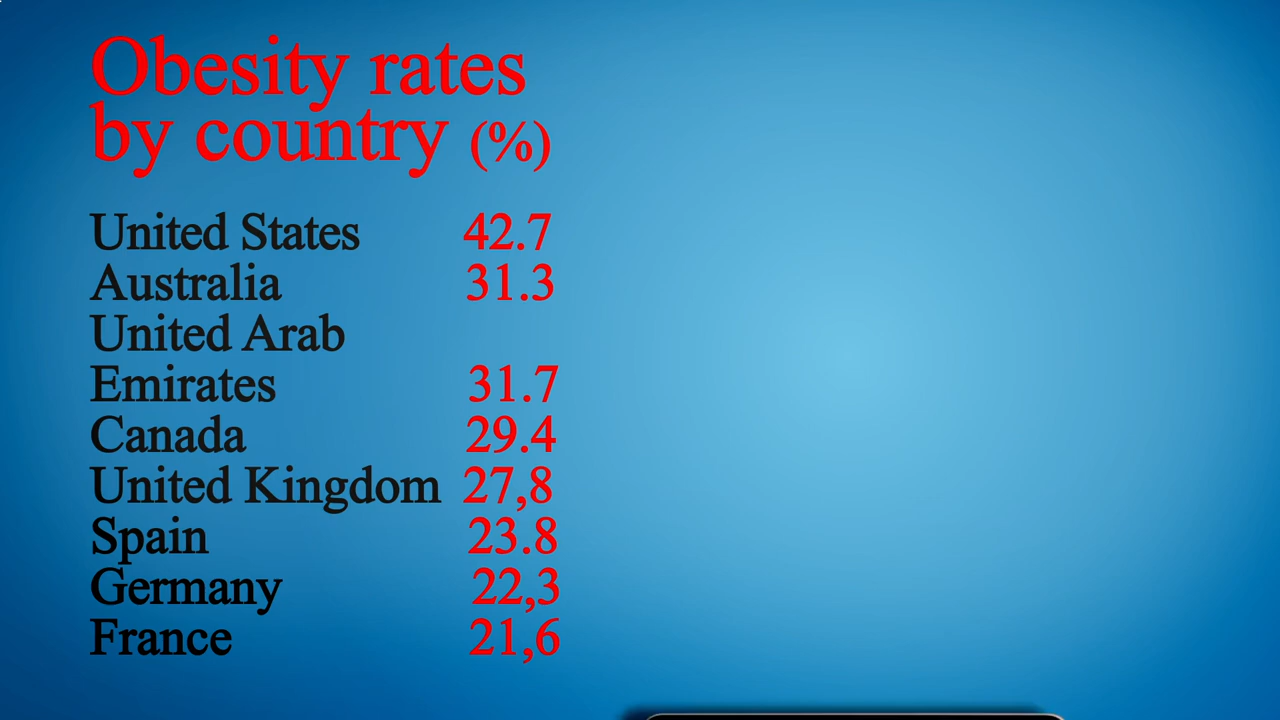 Obesity rates
by country (%)
United States 42.7
Australia 31.3
United Arab
Emirates 31.7
Canada 29.4
United Kingdom 27,8
Spain 23.8
Germany 22,3
France 21,6